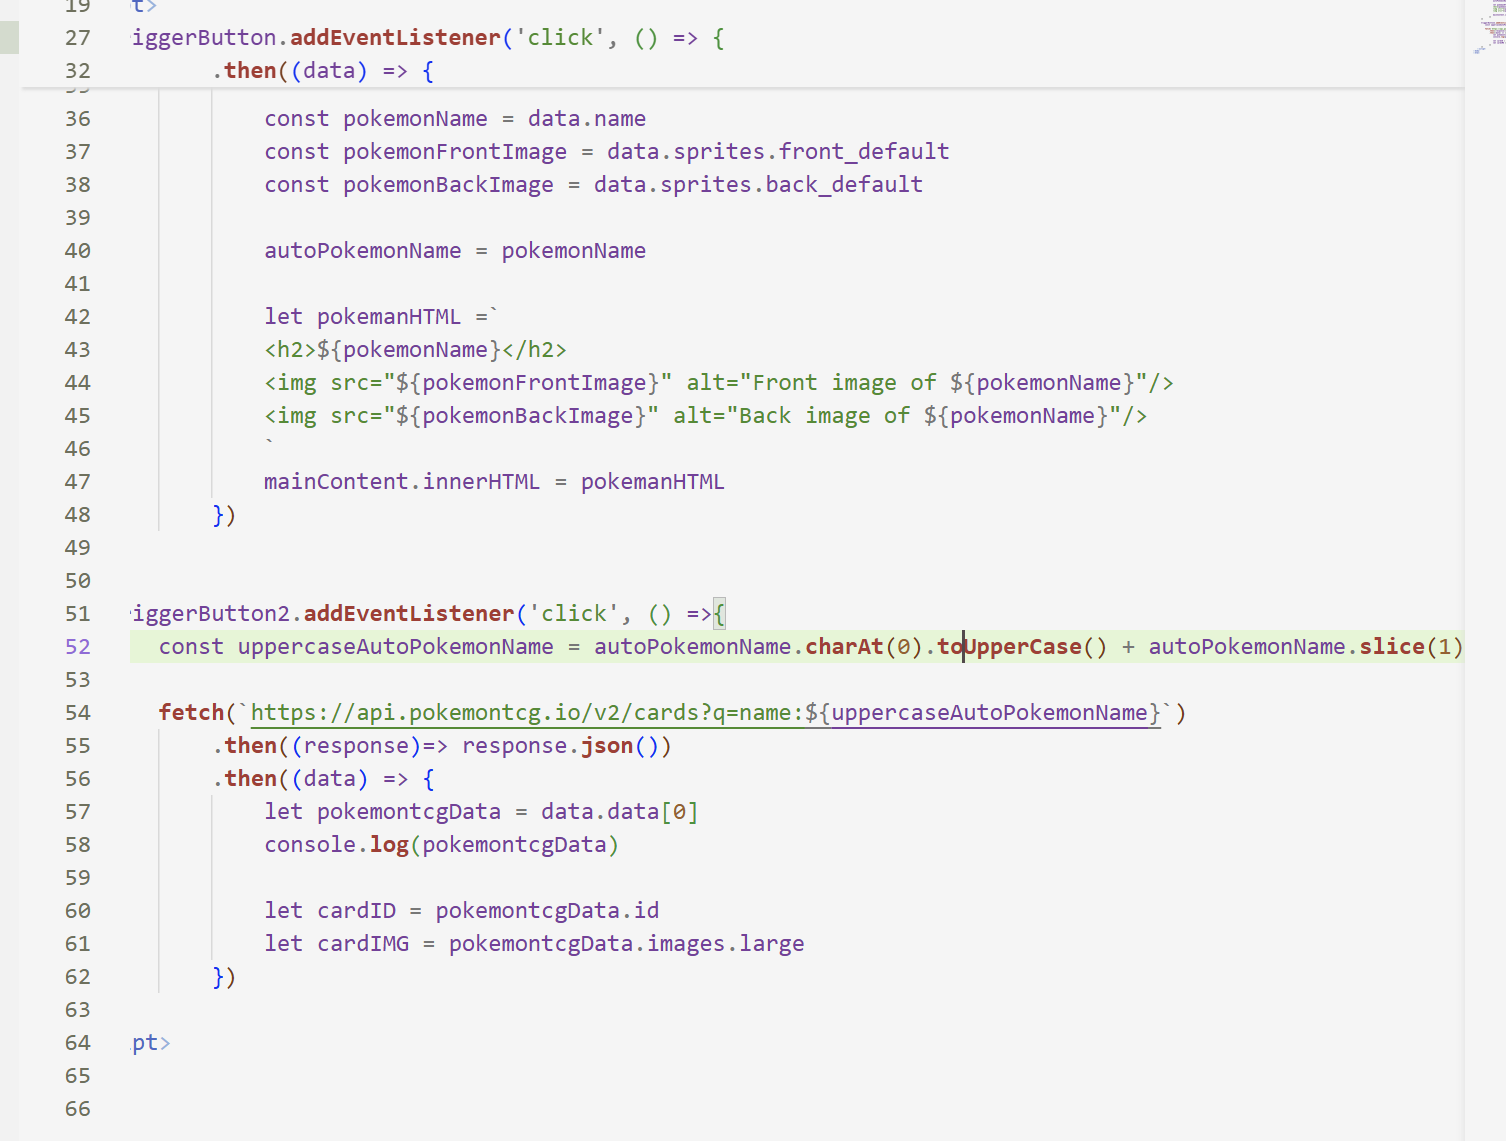 19 t>
27 iggerButton.addEventListener('click', () => {
32 .then((data) => {
36 const pokemonName = data.name
37 const pokemonFrontImage = data.sprites.front_default
38 const pokemonBackImage = data.sprites.back_default
39
40 autoPokemonName = pokemonName
41
42 let pokemanHTML =`
43 <h2>${pokemonName}</h2>
44 <img src="${pokemonFrontImage}" alt="Front image of ${pokemonName}"/>
45 <img src="${pokemonBackImage}" alt="Back image of ${pokemonName}"/>
46 `
47 mainContent.innerHTML = pokemanHTML
48 })
49
50
51 iggerButton2.addEventListener('click', () =>{
52 const uppercaseAutoPokemonName = autoPokemonName.charAt(0).toUpperCase() + autoPokemonName.slice(1)
53
54 fetch(`https://api.pokemontcg.io/v2/cards?q=name:${uppercaseAutoPokemonName}`)
55 .then((response)=> response.json())
56 .then((data) => {
57 let pokemontcgData = data.data[0]
58 console.log(pokemontcgData)
59
60 let cardID = pokemontcgData.id
61 let cardIMG = pokemontcgData.images.large
62 })
63
64 pt>
65
66